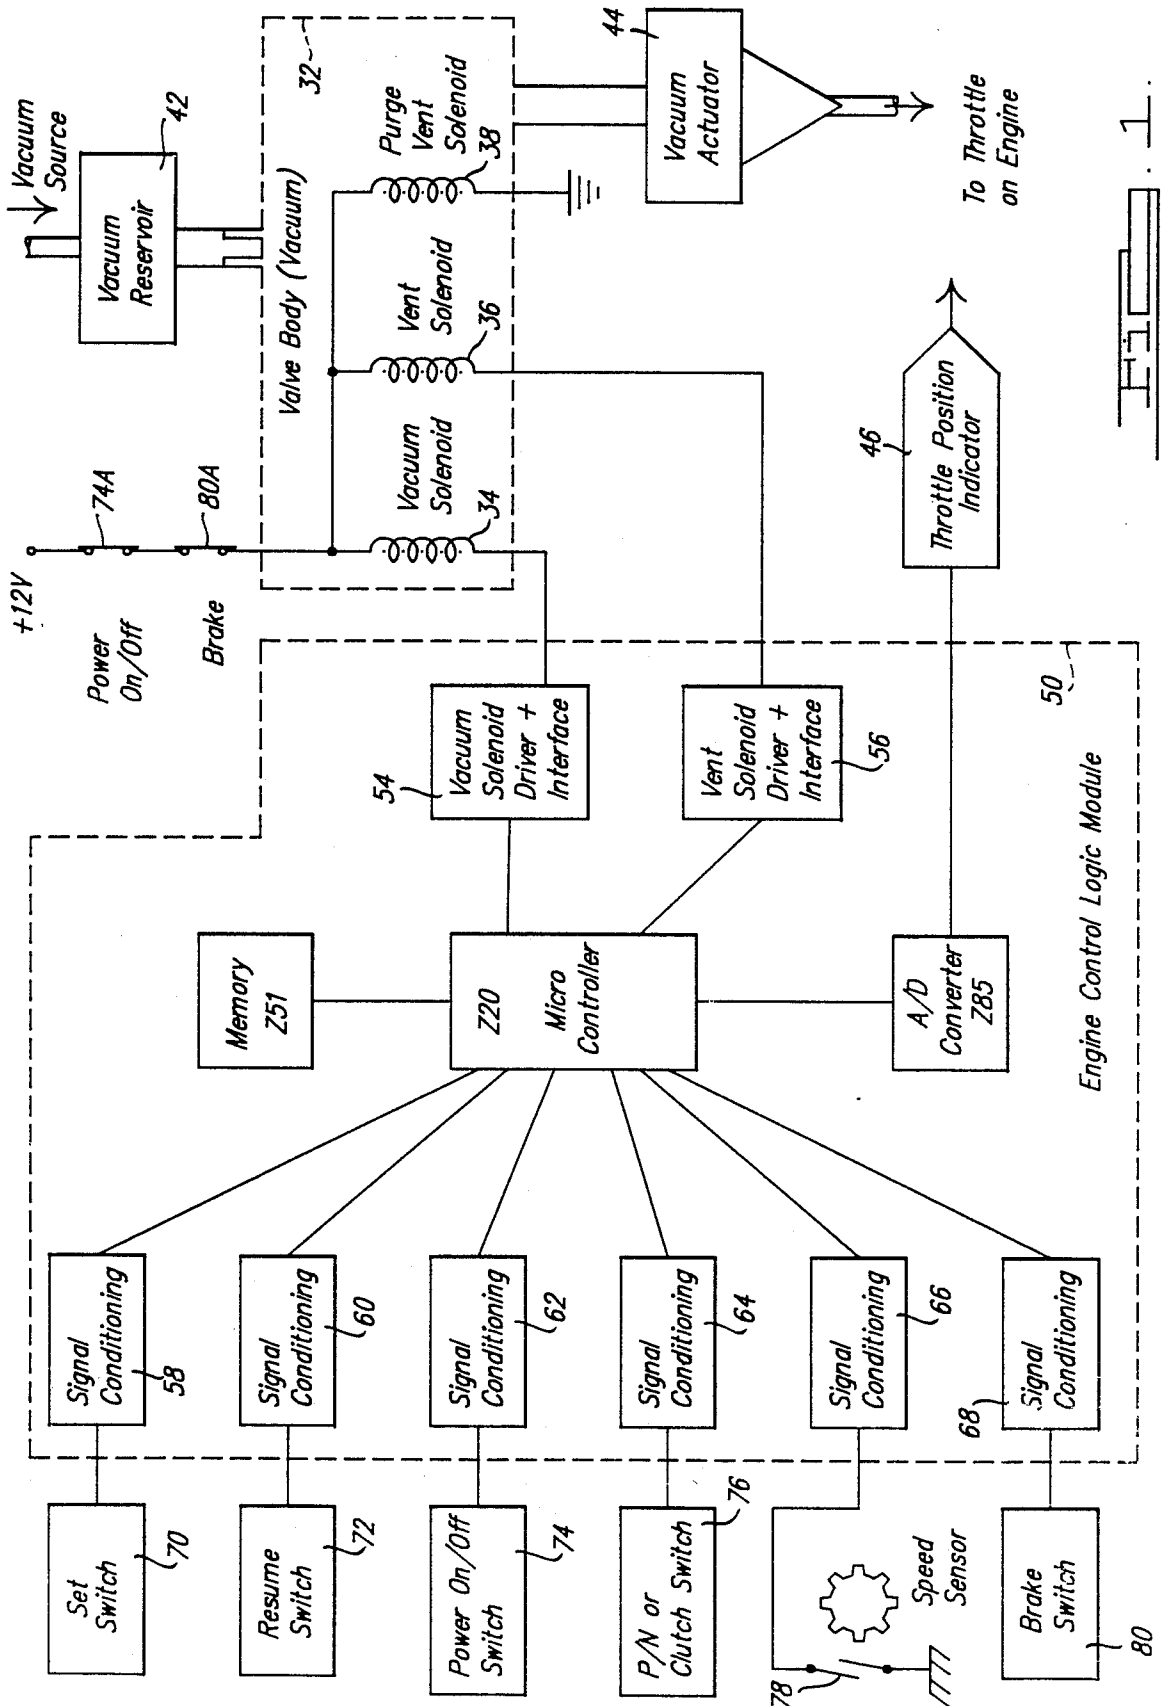 Set
Switch
70
Resume
Switch
72
Power On/Off
Switch
74
P/N or
Clutch Switch
76
78
Speed
Sensor
Brake
Switch
80
Signal
Conditioning
58
Signal
Conditioning
60
Signal
Conditioning
62
Signal
Conditioning
64
Signal
Conditioning
66
68
Signal
Conditioning
Memory
Z51
Z20
Micro
Controller
A/D
Converter
Z85
54
Vacuum
Solenoid
Driver +
Interface
Vent
Solenoid
Driver +
Interface
56
50
Engine Control Logic Module
+12V
Power
On/Off
74A
Brake
80A
Vacuum
Source
Vacuum
Reservoir
42
32
Valve Body (Vacuum)
Vacuum
Solenoid
34
Vent
Solenoid
36
Purge
Vent
Solenoid
38
44
Vacuum
Actuator
To Throttle
on Engine
46
Throttle Position
Indicator
Fig. 1.